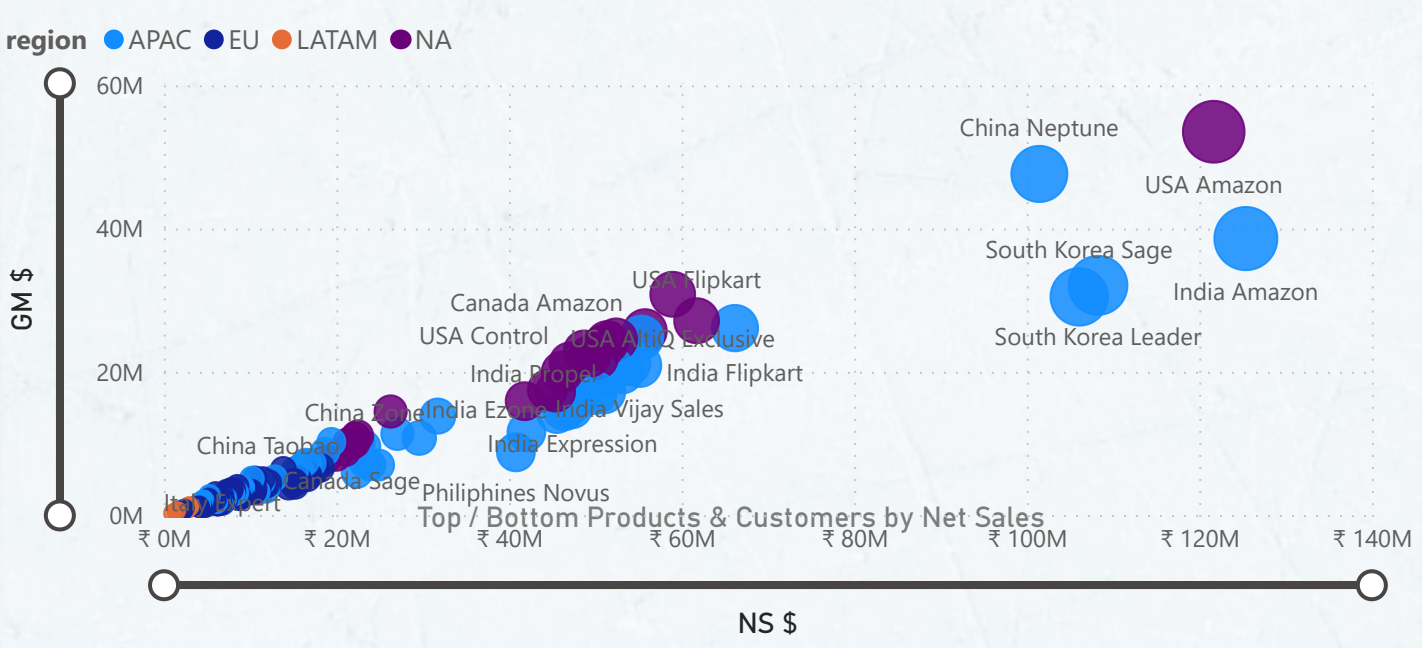 region APAC EU LATAM NA
60M
China Neptune
USA Amazon
40M
South Korea Sage
USA Flipkart
India Amazon
Canada Amazon
GM $
USA Control
USA AltiQ Exclusive
South Korea Leader
20M
India Propel
India Flipkart
China Zone
India Ezone
India Vijay Sales
China Taobao
India Expression
Canada Sage
Philiphines Novus
Italy Expert
0M
Top / Bottom Products & Customers by Net Sales
₹ 0M ₹ 20M ₹ 40M ₹ 60M ₹ 80M ₹ 100M ₹ 120M ₹ 140M
NS $